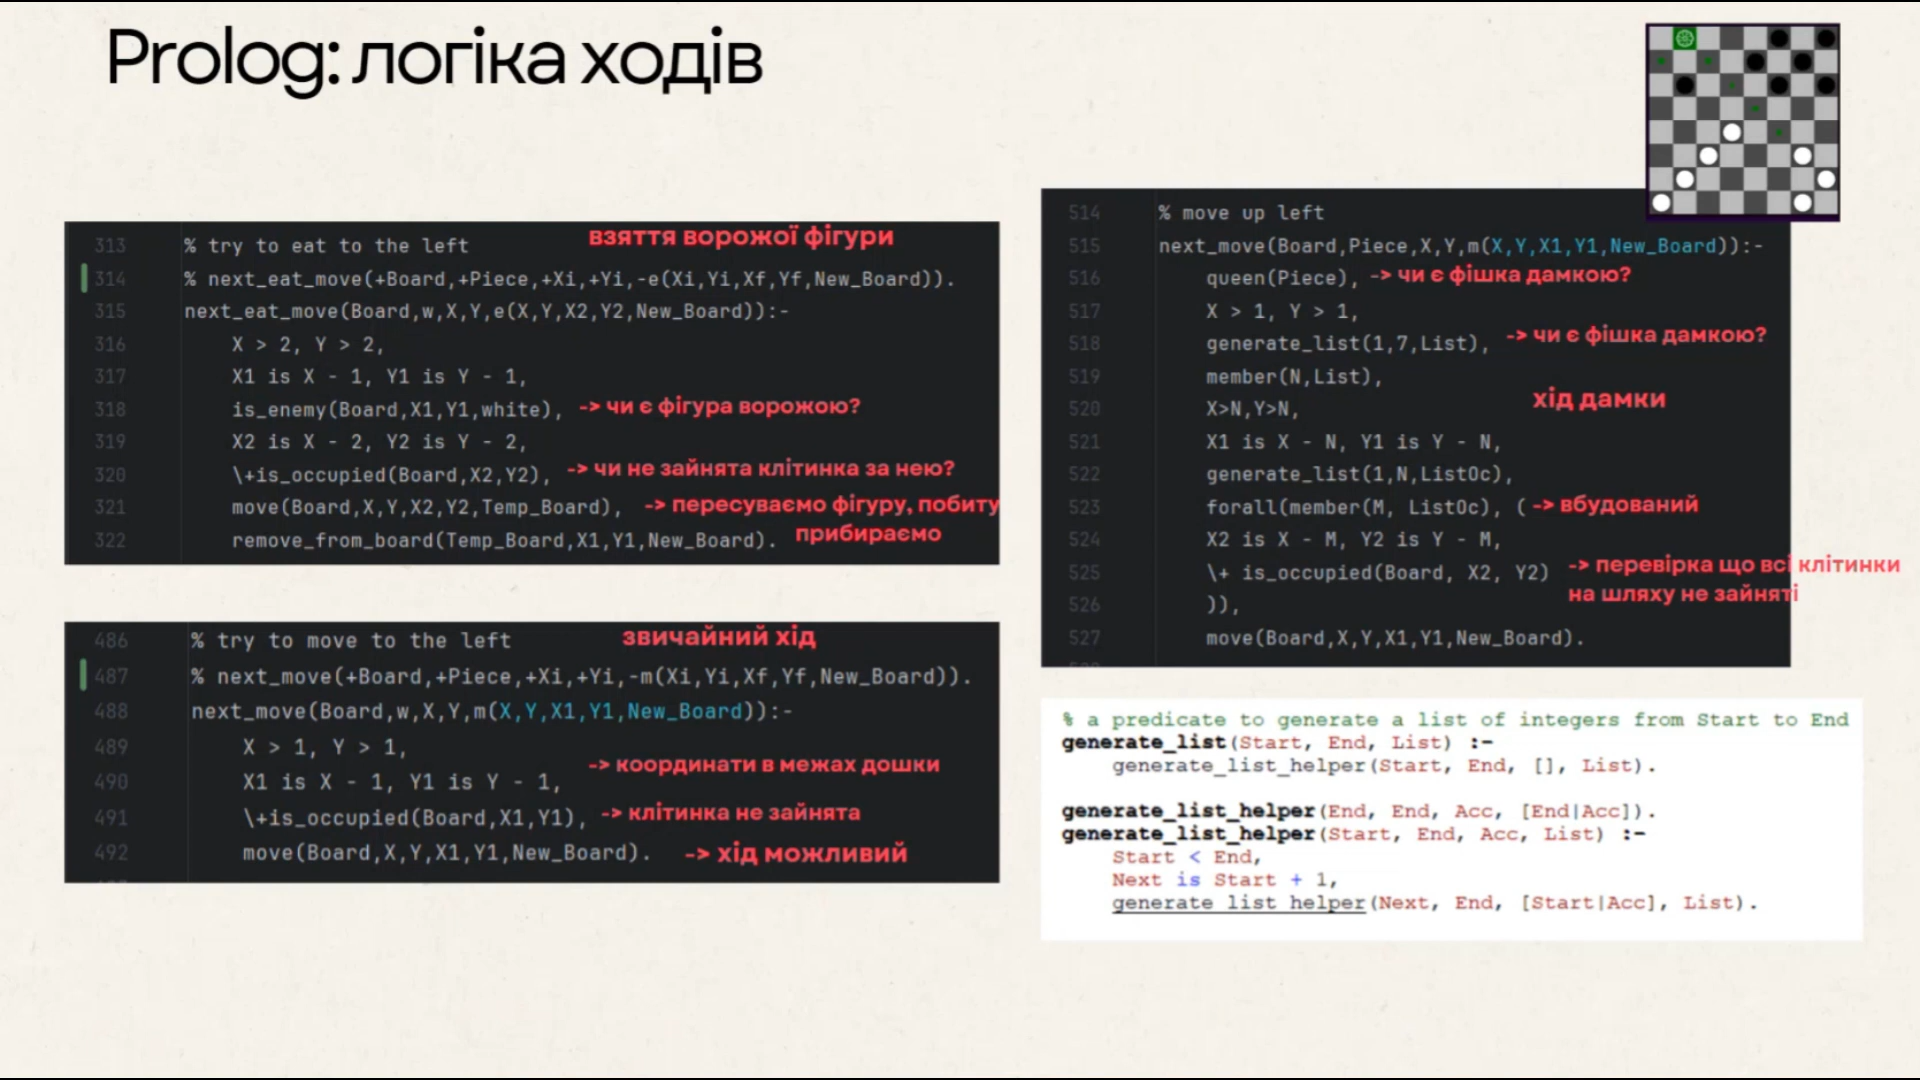 Prolog: логіка ходів
313 % try to eat to the left
взяття ворожої фігури
314 % next_eat_move(+Board,+Piece,+Xi,+Yi,-e(Xi,Yi,Xf,Yf,New_Board)).
315 next_eat_move(Board,w,X,Y,e(X,Y,X2,Y2,New_Board)):-
316 X > 2, Y > 2,
317 X1 is X - 1, Y1 is Y - 1,
318 is_enemy(Board,X1,Y1,white), -> чи є фігура ворожою?
319 X2 is X - 2, Y2 is Y - 2,
320 \+is_occupied(Board,X2,Y2), -> чи не зайнята клітинка за нею?
321 move(Board,X,Y,X2,Y2,Temp_Board), -> пересуваємо фігуру, побиту
322 remove_from_board(Temp_Board,X1,Y1,New_Board). прибираємо
486 % try to move to the left
звичайний хід
487 % next_move(+Board,+Piece,+Xi,+Yi,-m(Xi,Yi,Xf,Yf,New_Board)).
488 next_move(Board,w,X,Y,m(X,Y,X1,Y1,New_Board)):-
489 X > 1, Y > 1,
-> координати в межах дошки
490 X1 is X - 1, Y1 is Y - 1,
491 \+is_occupied(Board,X1,Y1), -> клітинка не зайнята
492 move(Board,X,Y,X1,Y1,New_Board). -> хід можливий
514 % move up left
515 next_move(Board,Piece,X,Y,m(X,Y,X1,Y1,New_Board)):-
516 queen(Piece), -> чи є фішка дамкою?
517 X > 1, Y > 1,
518 generate_list(1,7,List), -> чи є фішка дамкою?
519 member(N,List),
хід дамки
520 X>N,Y>N,
521 X1 is X - N, Y1 is Y - N,
522 generate_list(1,N,ListOc),
523 forall(member(M, ListOc), ( -> вбудований
524 X2 is X - M, Y2 is Y - M,
525 \+ is_occupied(Board, X2, Y2) -> перевірка що всі клітинки
на шляху не зайняті
526 )),
527 move(Board,X,Y,X1,Y1,New_Board).
% a predicate to generate a list of integers from Start to End
generate_list(Start, End, List) :-
generate_list_helper(Start, End, [], List).
generate_list_helper(End, End, Acc, [End|Acc]).
generate_list_helper(Start, End, Acc, List) :-
Start < End,
Next is Start + 1,
generate_list_helper(Next, End, [Start|Acc], List).